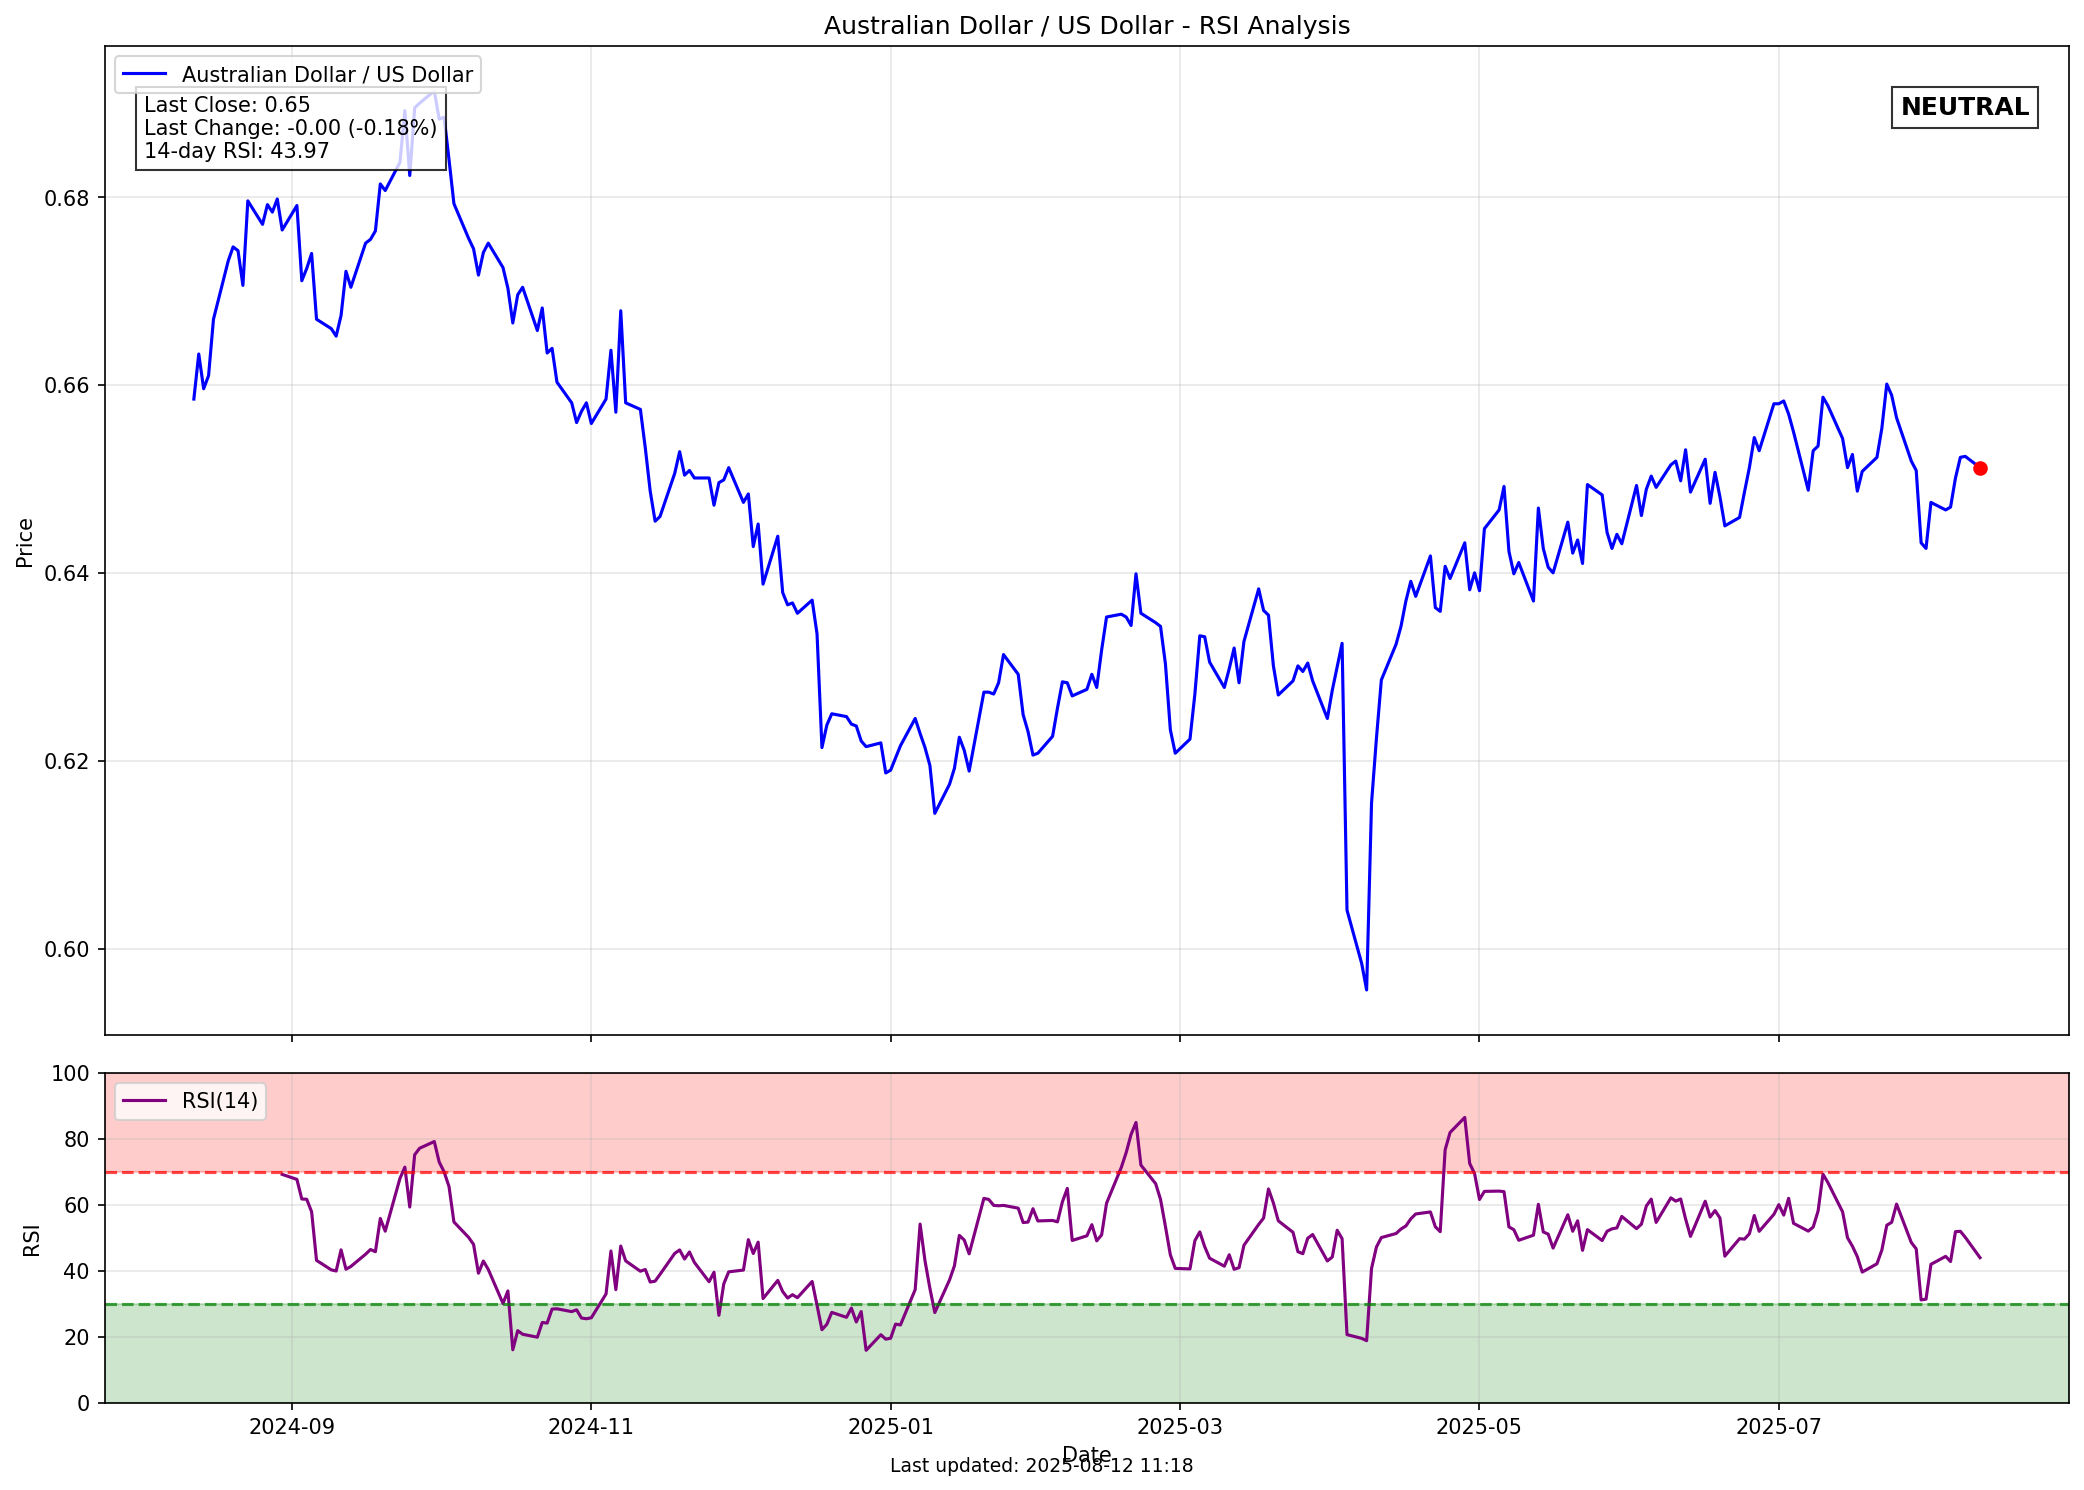 Australian Dollar / US Dollar - RSI Analysis
Australian Dollar / US Dollar
Last Close: 0.65
Last Change: -0.00 (-0.18%)
14-day RSI: 43.97
NEUTRAL
0.68
0.66
0.64
0.62
0.60
Price
RSI(14)
100
80
60
40
20
0
RSI
2024-09
2024-11
2025-01
2025-03
2025-05
2025-07
Date
Last updated: 2025-08-12 11:18